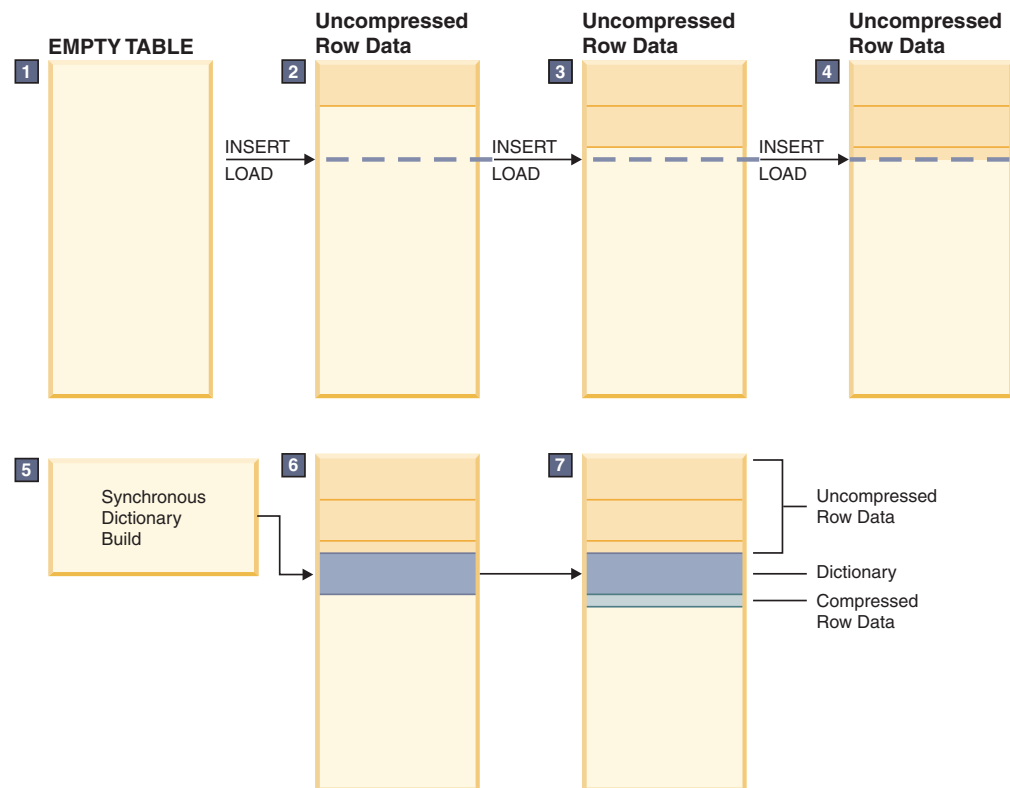 EMPTY TABLE
1
Uncompressed
Row Data
2
Uncompressed
Row Data
3
Uncompressed
Row Data
4
INSERT
LOAD
INSERT
LOAD
INSERT
LOAD
5
Synchronous
Dictionary
Build
6
7
Uncompressed
Row Data
Dictionary
Compressed
Row Data